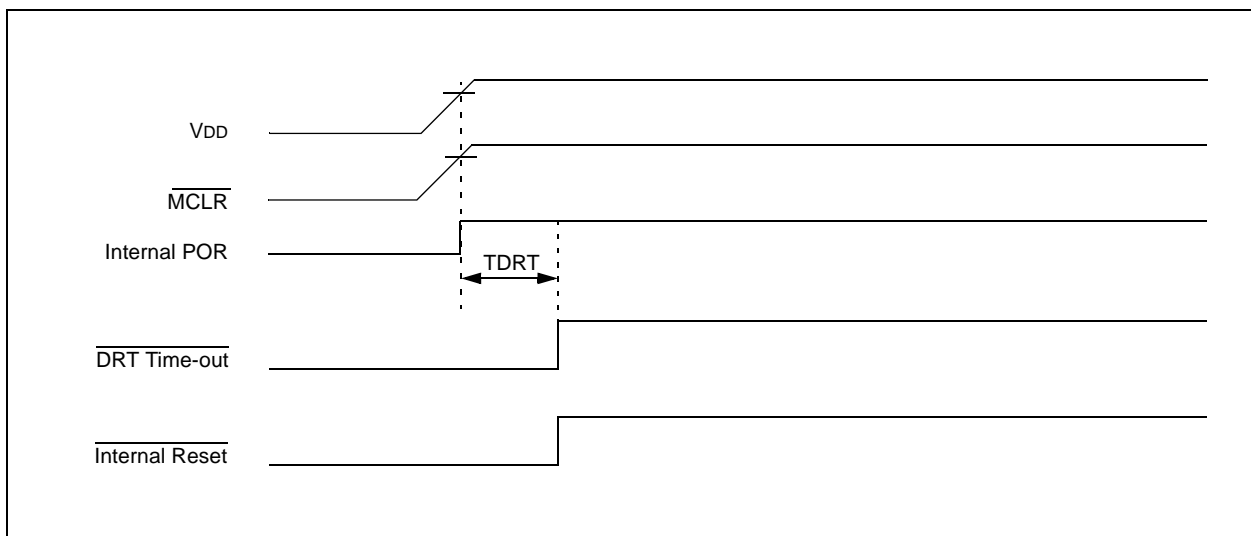 VDD
MCLR
Internal POR
TDRT
DRT Time-out
Internal Reset